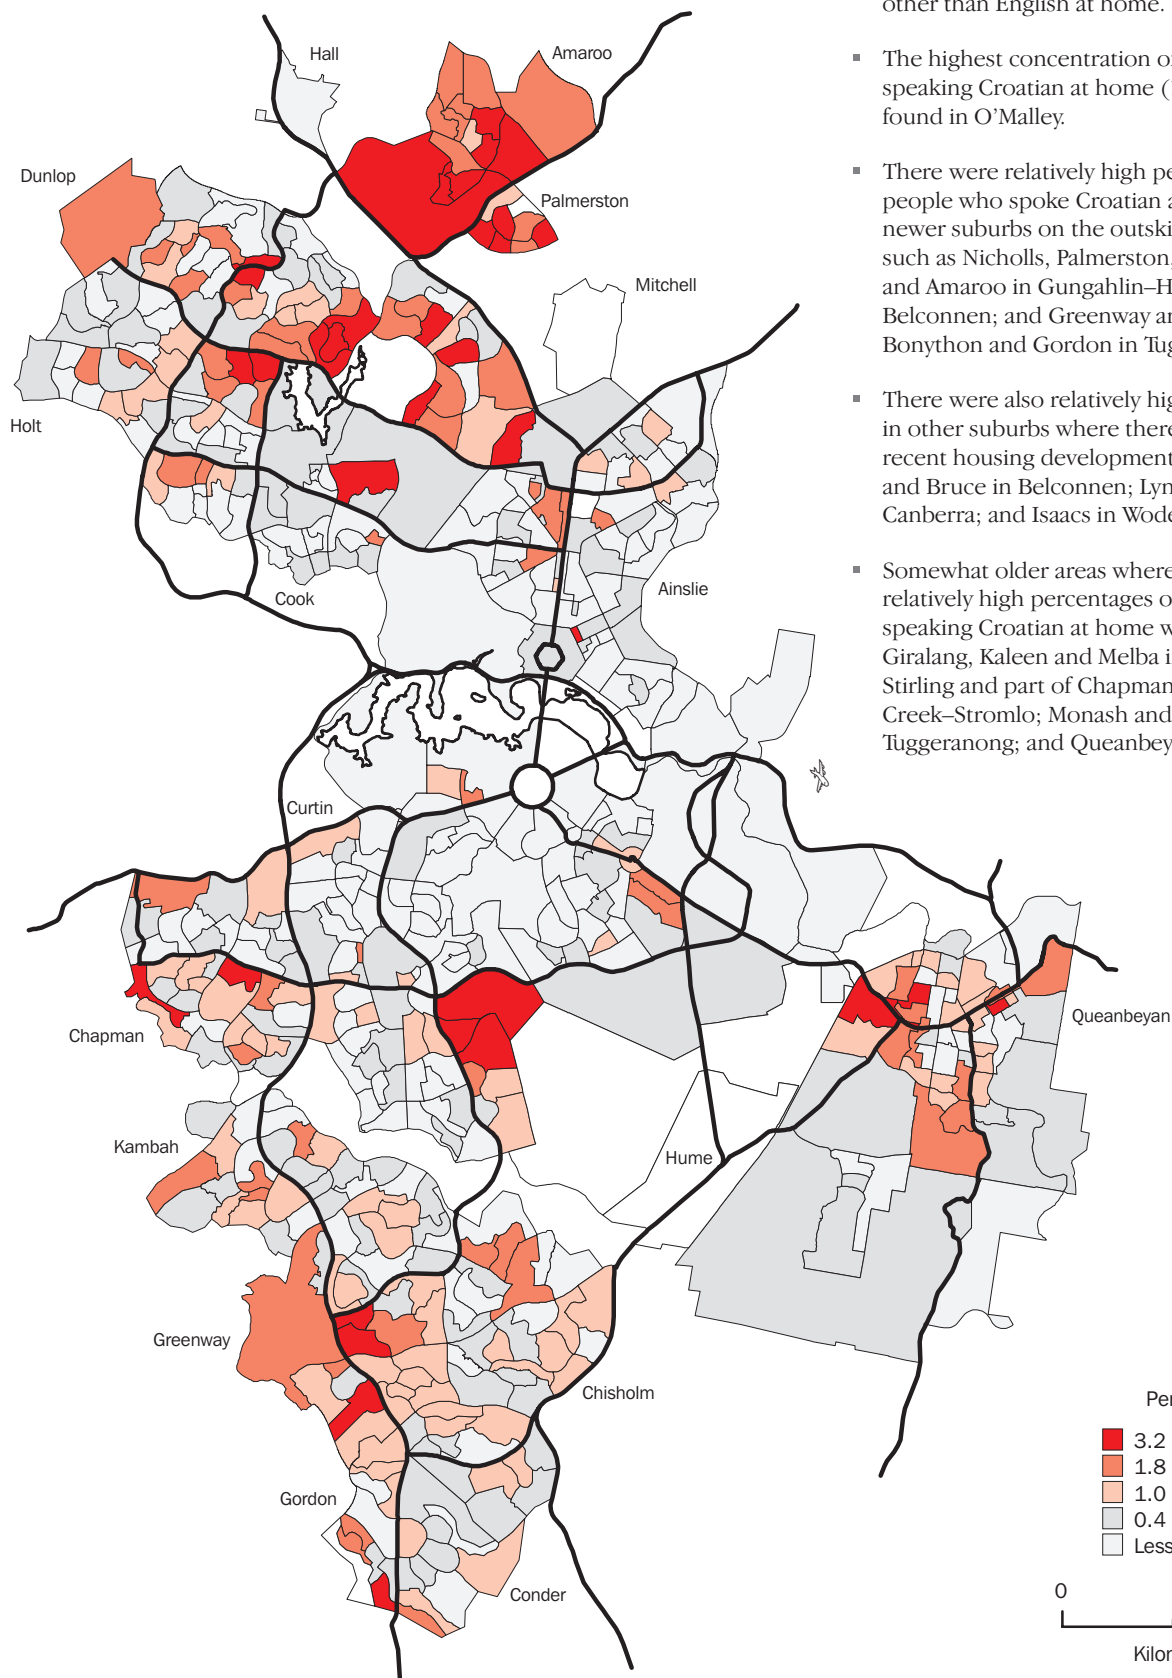 other than English at home.
The highest concentration o
speaking Croatian at home (
found in O'Malley.
There were relatively high pe
people who spoke Croatian a
newer suburbs on the outski
such as Nicholls, Palmerston,
and Amaroo in Gungahlin–H
Belconnen; and Greenway an
Bonython and Gordon in Tug
There were also relatively hig
in other suburbs where there
recent housing development
and Bruce in Belconnen; Lyn
Canberra; and Isaacs in Wode
Somewhat older areas where
relatively high percentages o
speaking Croatian at home w
Giralang, Kaleen and Melba i
Stirling and part of Chapman
Creek–Stromlo; Monash and
Tuggeranong; and Queanbey
Hall
Amaroo
Dunlop
Palmerston
Mitchell
Holt
Ainslie
Cook
Curtin
Queanbeyan
Chapman
Kambah
Hume
Greenway
Chisholm
Gordon
Conder
Per
3.2
1.8
1.0
0.4
Less
0
Kilon